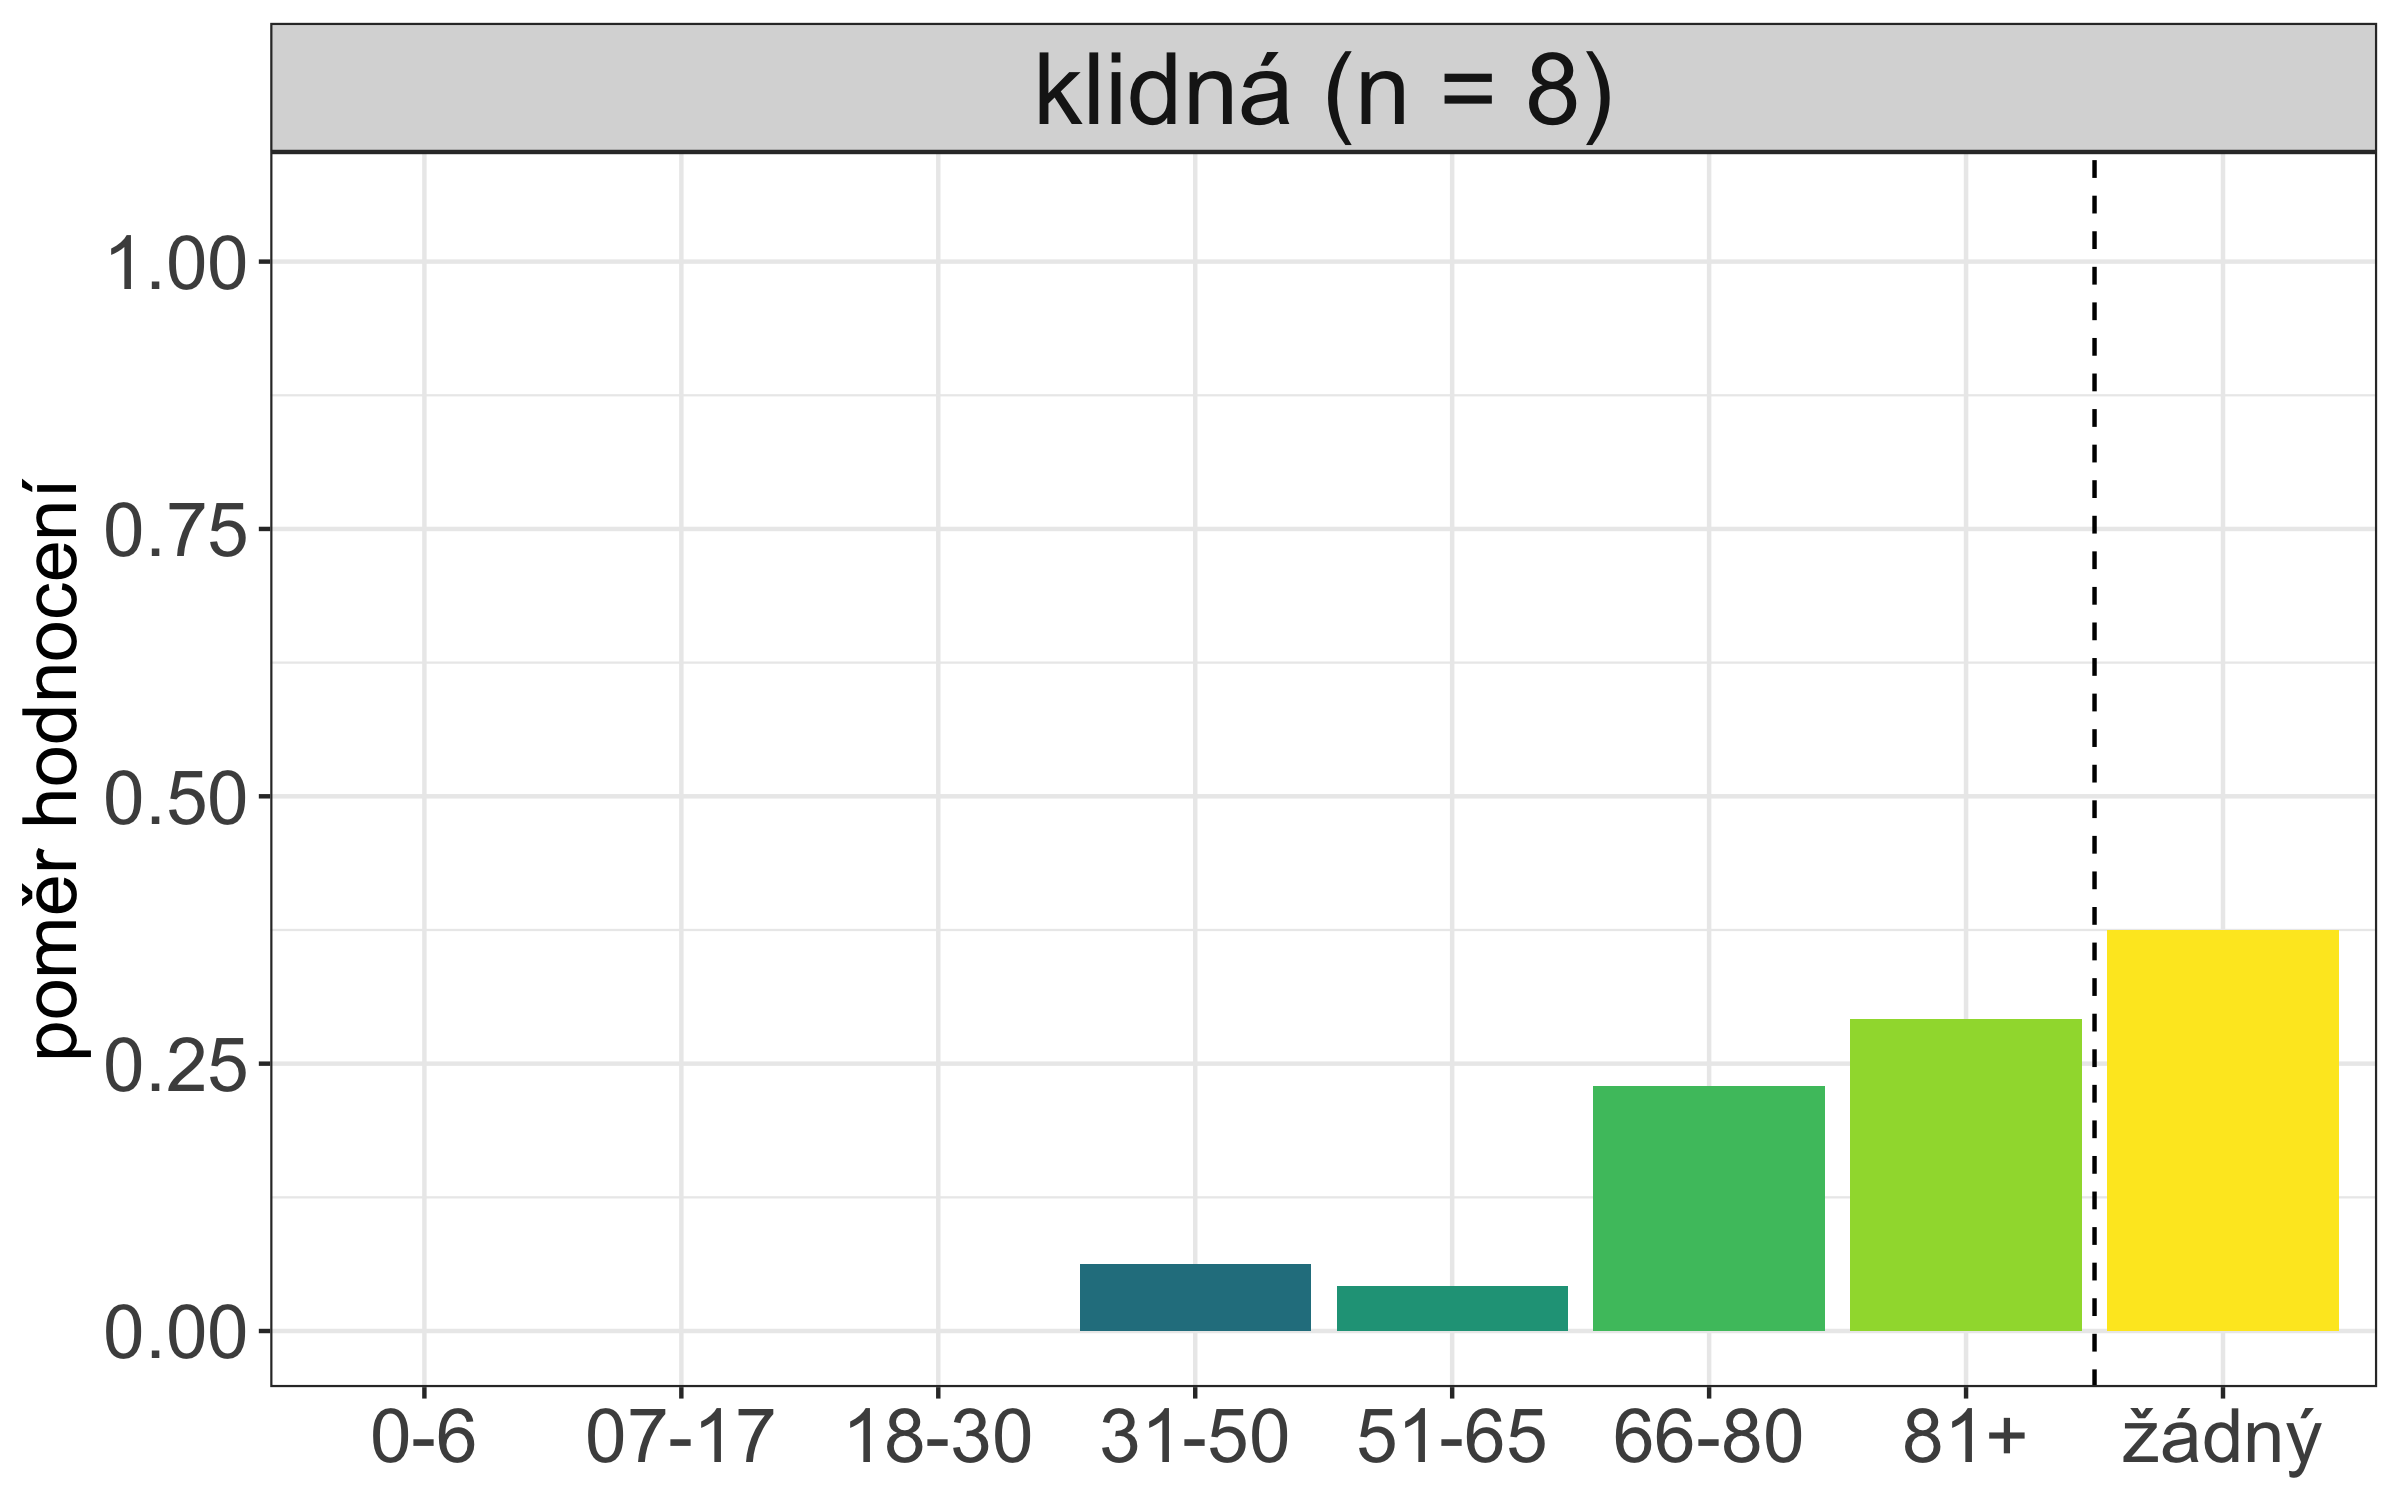 klidná (n = 8)
poměr hodnocení
1.00
0.75
0.50
0.25
0.00
0-6 07-17 18-30 31-50 51-65 66-80 81+ žádný